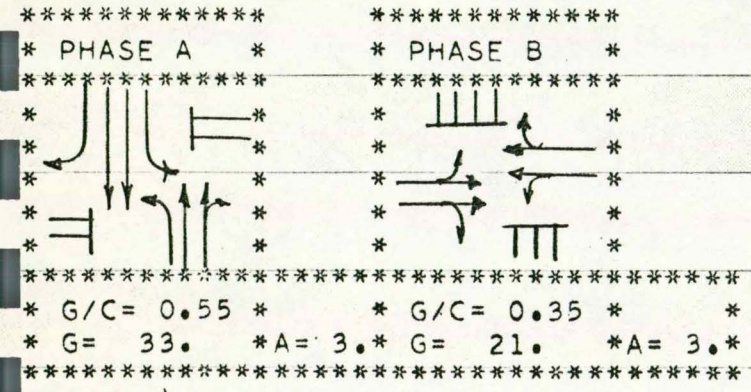 * * * * * * * * * * * * * * * * * * * * * * * *
* PHASE A * * PHASE B *
* * * * * * * * * * * * * * * * * * * * * * * *
* G/C= 0.55 * * G/C= 0.35 * *
* G= 33. * A= 3. * G= 21. * A= 3. *
* * * * * * * * * * * * * * * * * * * * * * * * * * * * * * * * * * * *